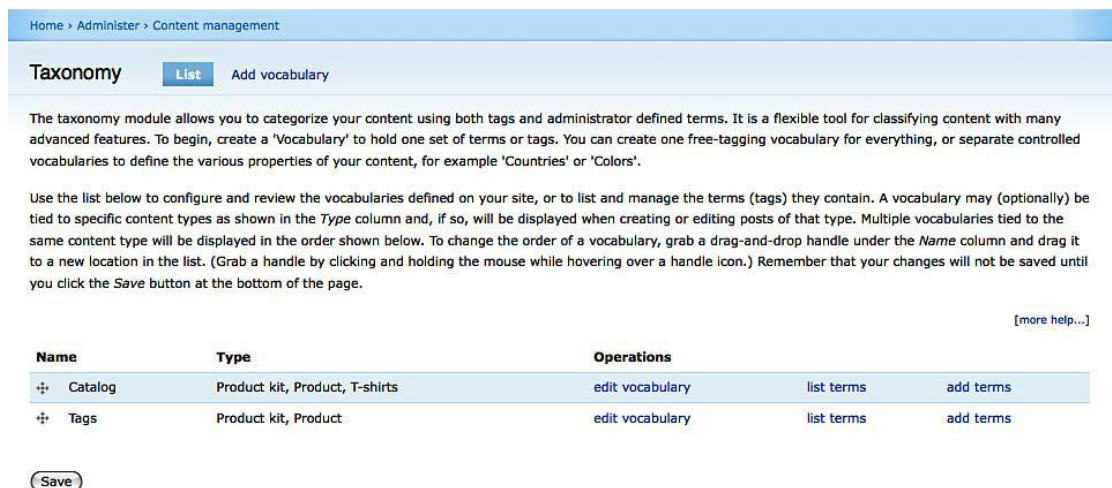 Home › Administer › Content management
Taxonomy List Add vocabulary
The taxonomy module allows you to categorize your content using both tags and administrator defined terms. It is a flexible tool for classifying content with many
advanced features. To begin, create a 'Vocabulary' to hold one set of terms or tags. You can create one free-tagging vocabulary for everything, or separate controlled
vocabularies to define the various properties of your content, for example 'Countries' or 'Colors'.
Use the list below to configure and review the vocabularies defined on your site, or to list and manage the terms (tags) they contain. A vocabulary may (optionally) be
tied to specific content types as shown in the Type column and, if so, will be displayed when creating or editing posts of that type. Multiple vocabularies tied to the
same content type will be displayed in the order shown below. To change the order of a vocabulary, grab a drag-and-drop handle under the Name column and drag it
to a new location in the list. (Grab a handle by clicking and holding the mouse while hovering over a handle icon.) Remember that your changes will not be saved until
you click the Save button at the bottom of the page.
[more help...]
Name Type Operations
Catalog Product kit, Product, T-shirts edit vocabulary list terms add terms
Tags Product kit, Product edit vocabulary list terms add terms
Save